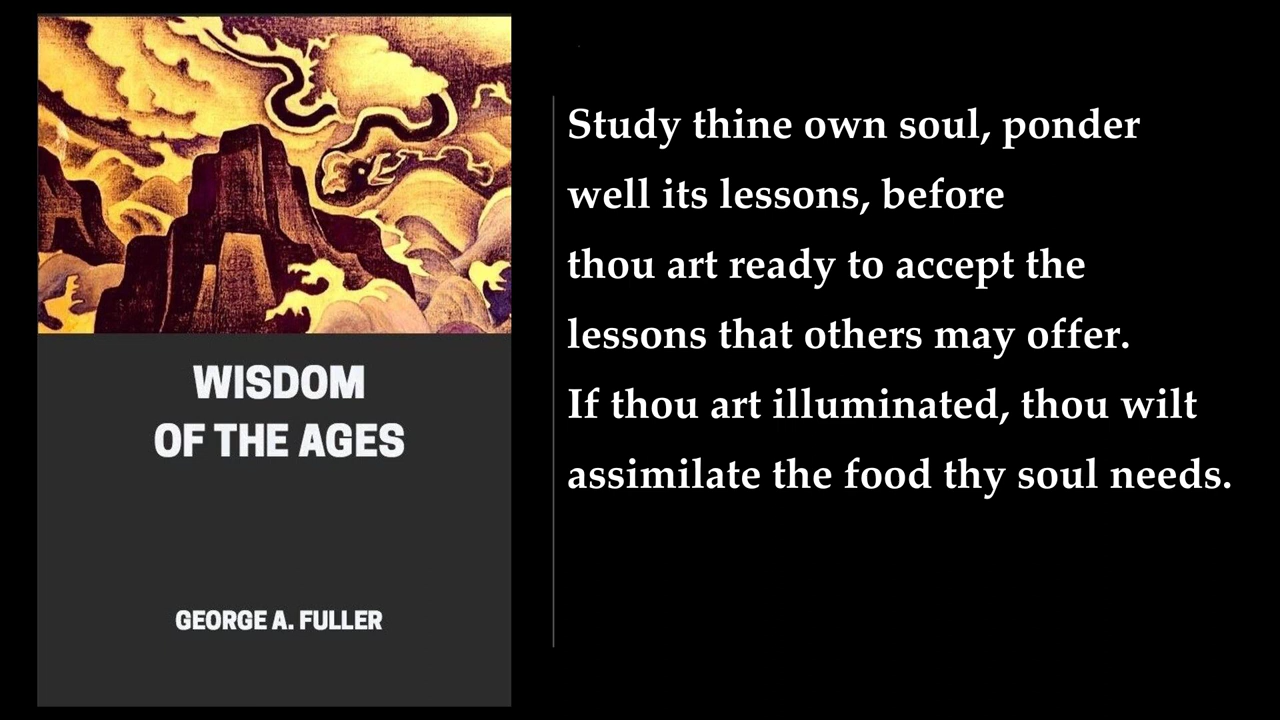 WISDOM
OF THE AGES
GEORGE A. FULLER
Study thine own soul, ponder
well its lessons, before
thou art ready to accept the
lessons that others may offer.
If thou art illuminated, thou wilt
assimilate the food thy soul needs.